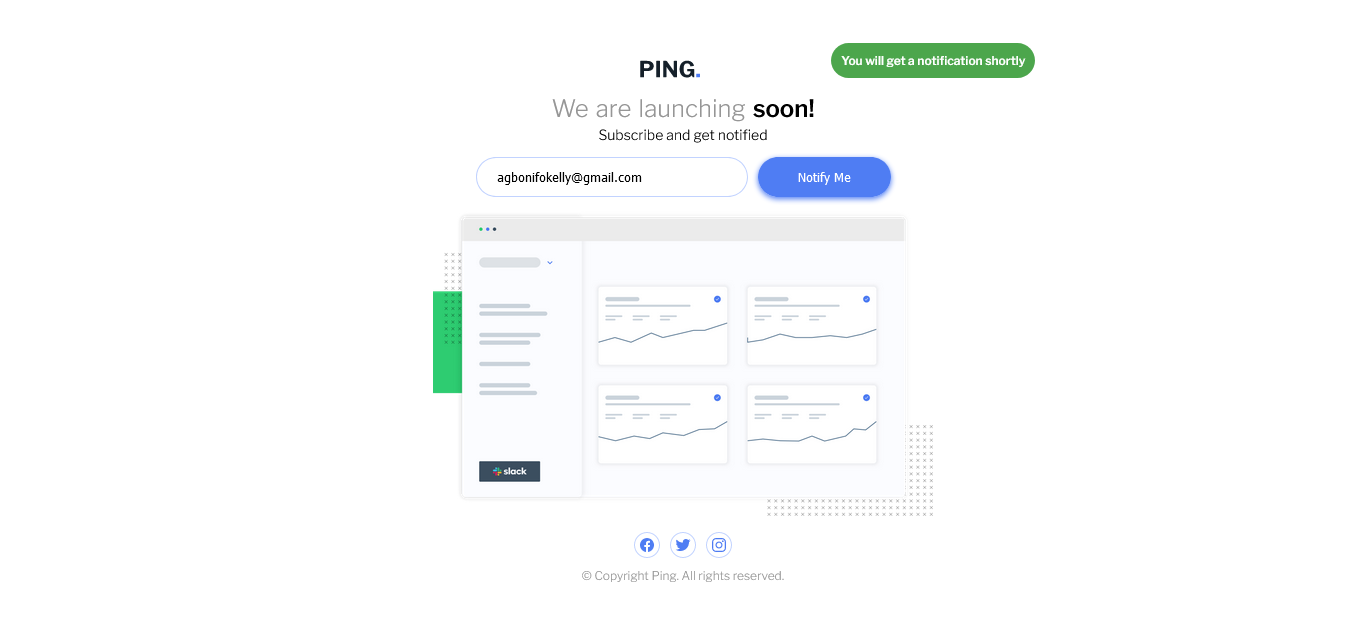 PING.
You will get a notification shortly
We are launching soon!
Subscribe and get notified
agbonifokelly@gmail.com
Notify Me
slack
© Copyright Ping. All rights reserved.